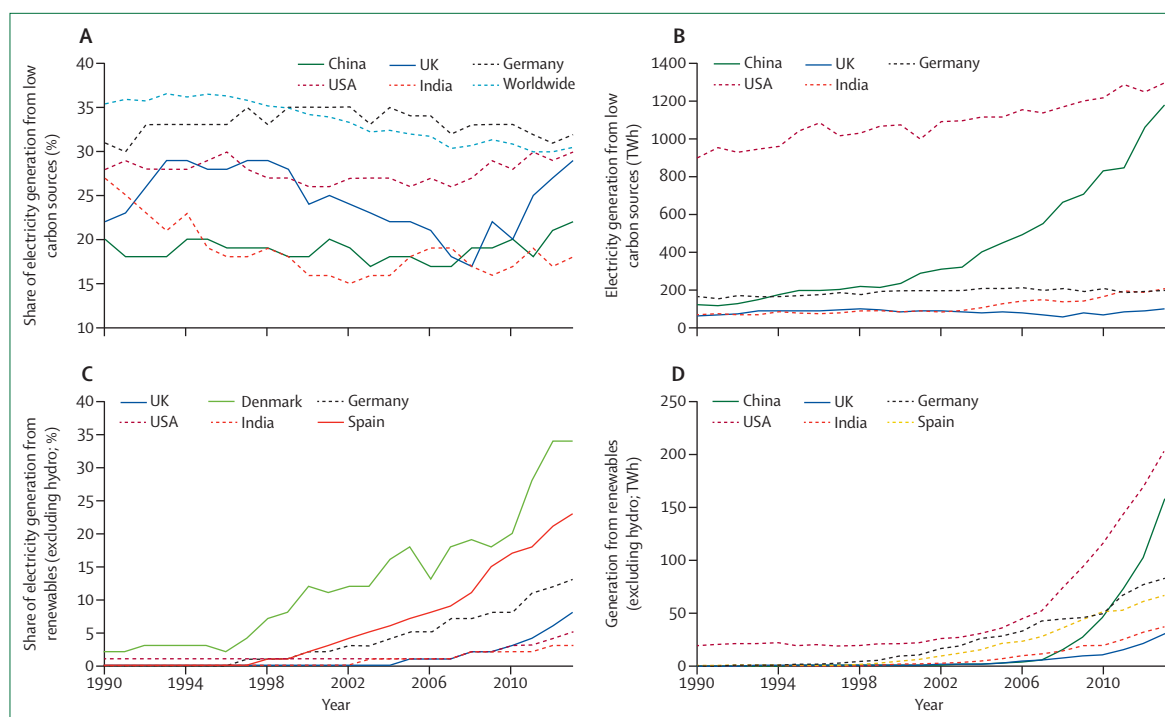 A
China UK Germany
USA India Worldwide
Share of electricity generation from low
carbon sources (%)
40
35
30
25
20
15
10
B
China UK Germany
USA India
Electricity generation from low
carbon sources (TWh)
1400
1200
1000
800
600
400
200
0
C
UK Denmark Germany
USA India Spain
Share of electricity generation from
renewables (excluding hydro; %)
40
35
30
25
20
15
10
5
0
1990 1994 1998 2002 2006 2010
Year
D
China UK Germany
USA India Spain
Generation from renewables
(excluding hydro; TWh)
250
200
150
100
50
0
1990 1994 1998 2002 2006 2010
Year